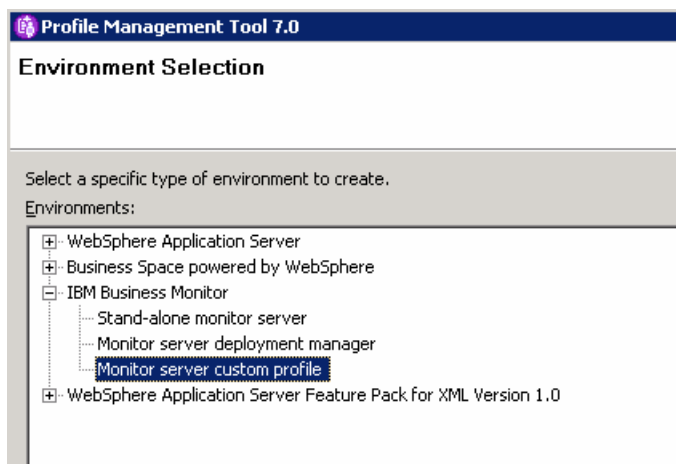 Profile Management Tool 7.0
Environment Selection
Select a specific type of environment to create.
Environments:
WebSphere Application Server
Business Space powered by WebSphere
IBM Business Monitor
Stand-alone monitor server
Monitor server deployment manager
Monitor server custom profile
WebSphere Application Server Feature Pack for XML Version 1.0